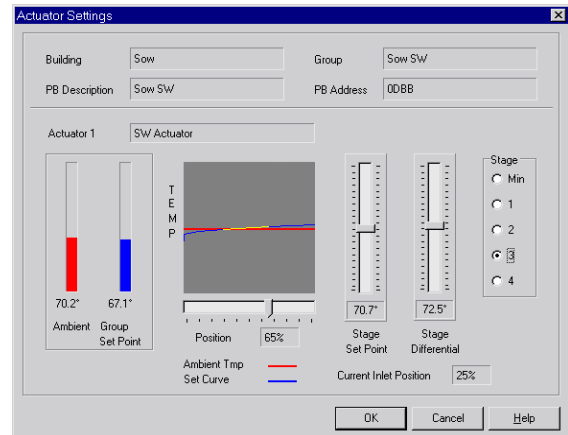 Actuator Settings
Building Sow Group Sow SW
PB Description Sow SW PB Address 0DBB
Actuator 1 SW Actuator
TEMP
Stage
Min
1
2
3
4
70.2° 67.1°
Ambient Group Set Point
Position 65%
70.7° 72.5°
Stage Set Point
Stage Differential
Ambient Tmp
Set Curve
Current Inlet Position 25%
OK Cancel Help